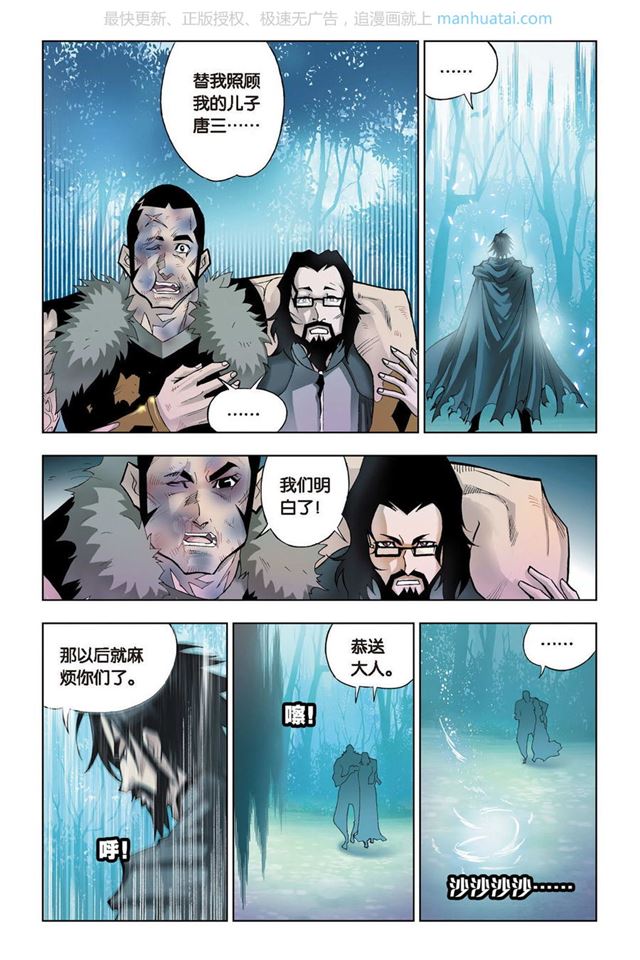 最快更新、正版授权、极速无广告，追漫画就上 manhuatai.com
替我照顾
我的儿子
唐三……
……
……
我们明
白了！
那以后就麻
烦你们了。
呼！
恭送
大人。
嚓！
……
沙沙沙沙……